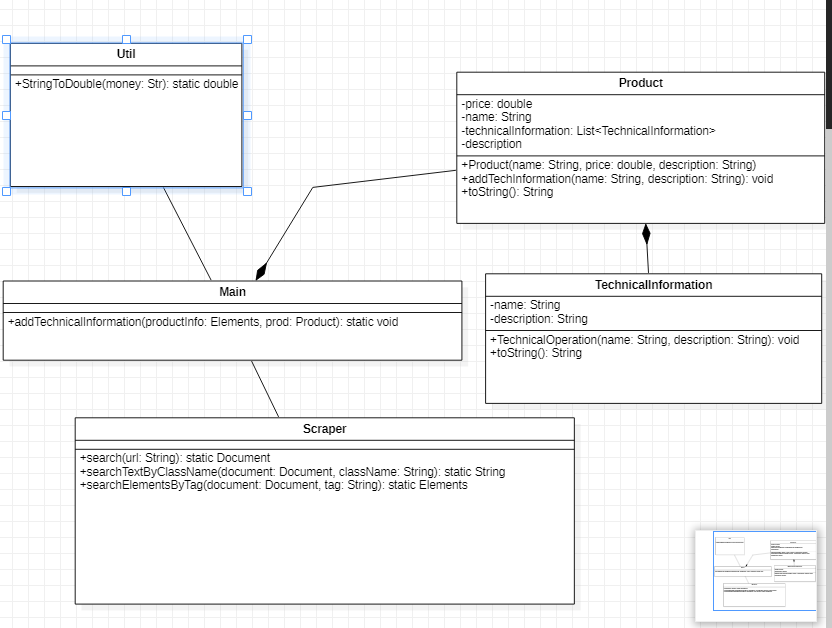 Util
+StringToDouble(money: Str): static double
Product
-price: double
-name: String
-technicalInformation: List<TechnicalInformation>
-description
+Product(name: String, price: double, description: String)
+addTechInformation(name: String, description: String): void
+toString(): String
Main
+addTechnicalInformation(productInfo: Elements, prod: Product): static void
TechnicalInformation
-name: String
-description: String
+TechnicalOperation(name: String, description: String): void
+toString(): String
Scraper
+search(url: String): static Document
+searchTextByClassName(document: Document, className: String): static String
+searchElementsByTag(document: Document, tag: String): static Elements